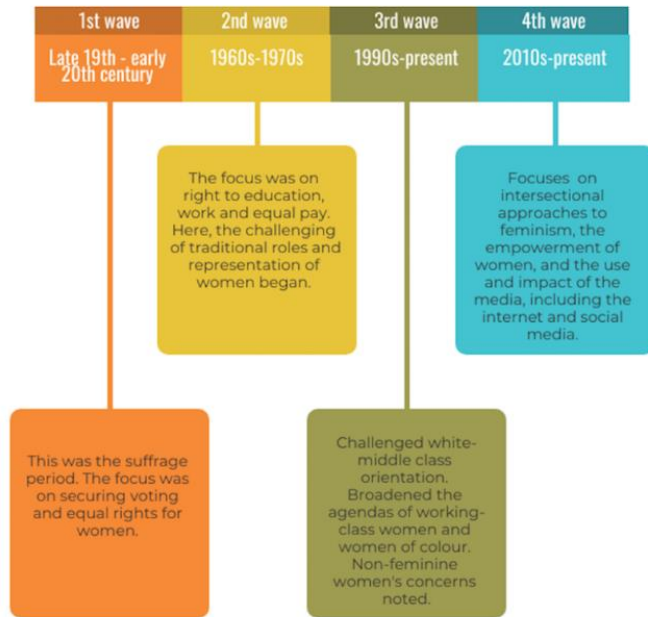 1st wave
2nd wave
3rd wave
4th wave
Late 19th - early
20th century
1960s-1970s
1990s-present
2010s-present
The focus was on
right to education,
work and equal pay.
Here, the challenging
of traditional roles and
representation of
women began.
Focuses on
intersectional
approaches to
feminism, the
empowerment of
women, and the use
and impact of the
media, including the
internet and social
media.
This was the suffrage
period. The focus was
on securing voting
and equal rights for
women.
Challenged white-
middle class
orientation.
Broadened the
agendas of working-
class women and
women of colour.
Non-feminine
women's concerns
noted.